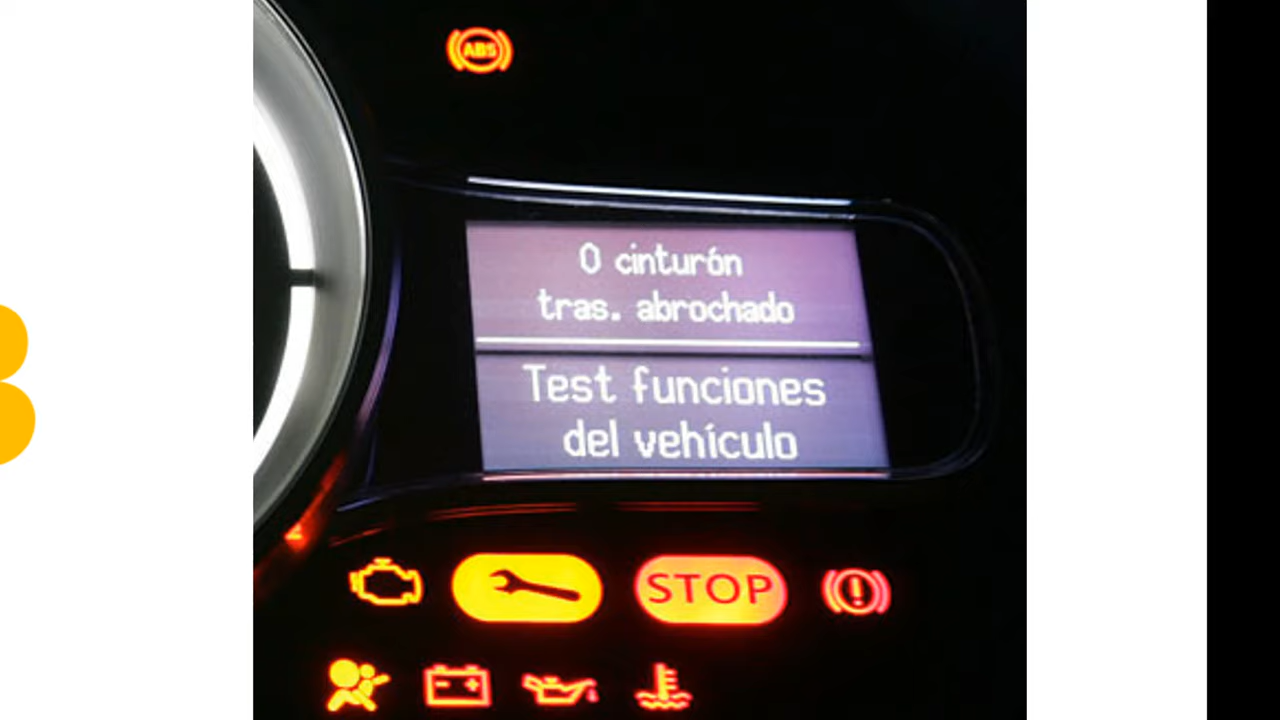 ABS
0 cinturón
tras. abrochado
Test funciones
del vehículo
STOP